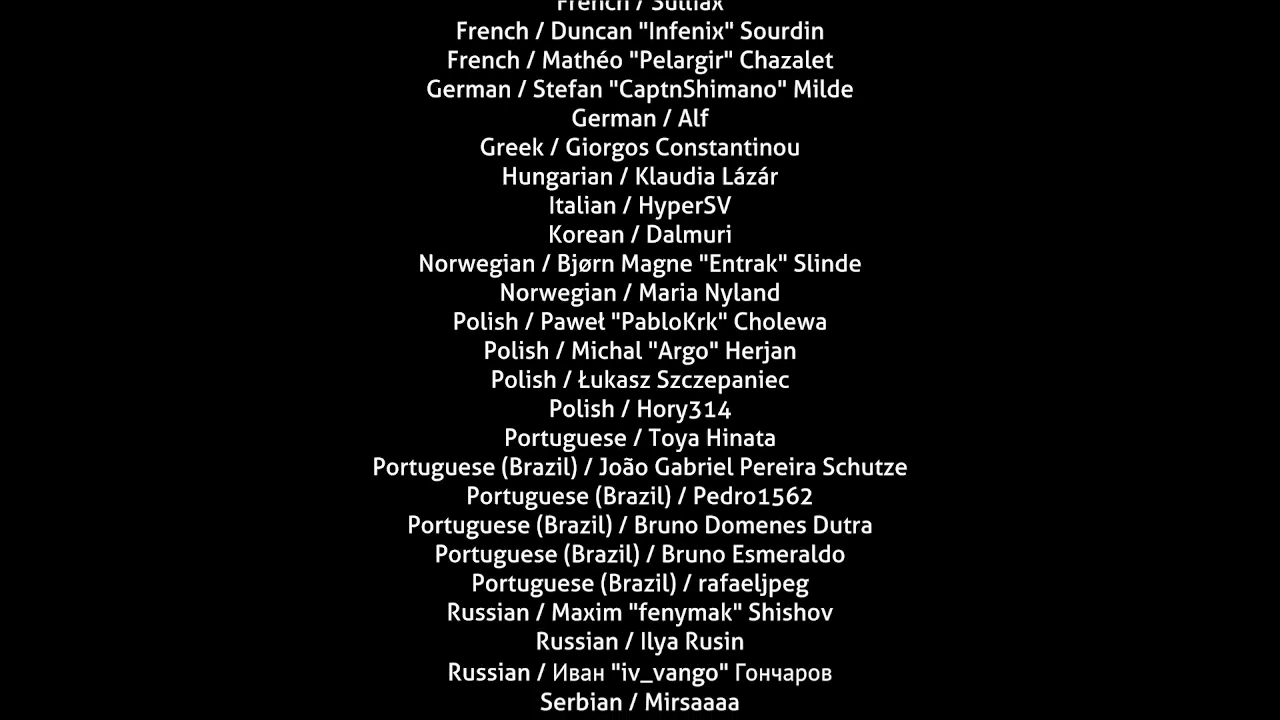 French / Sulliax
French / Duncan "Infenix" Sourdin
French / Mathéo "Pelargir" Chazalet
German / Stefan "CaptnShimano" Milde
German / Alf
Greek / Giorgos Constantinou
Hungarian / Klaudia Lázár
Italian / HyperSV
Korean / Dalmuri
Norwegian / Bjørn Magne "Entrak" Slinde
Norwegian / Maria Nyland
Polish / Paweł "PabloKrk" Cholewa
Polish / Michal "Argo" Herjan
Polish / Łukasz Szczepaniec
Polish / Hory314
Portuguese / Toya Hinata
Portuguese (Brazil) / João Gabriel Pereira Schutze
Portuguese (Brazil) / Pedro1562
Portuguese (Brazil) / Bruno Domenes Dutra
Portuguese (Brazil) / Bruno Esmeraldo
Portuguese (Brazil) / rafaeljpeg
Russian / Maxim "fenymak" Shishov
Russian / Ilya Rusin
Russian / Иван "iv_vango" Гончаров
Serbian / Mirsaaaa